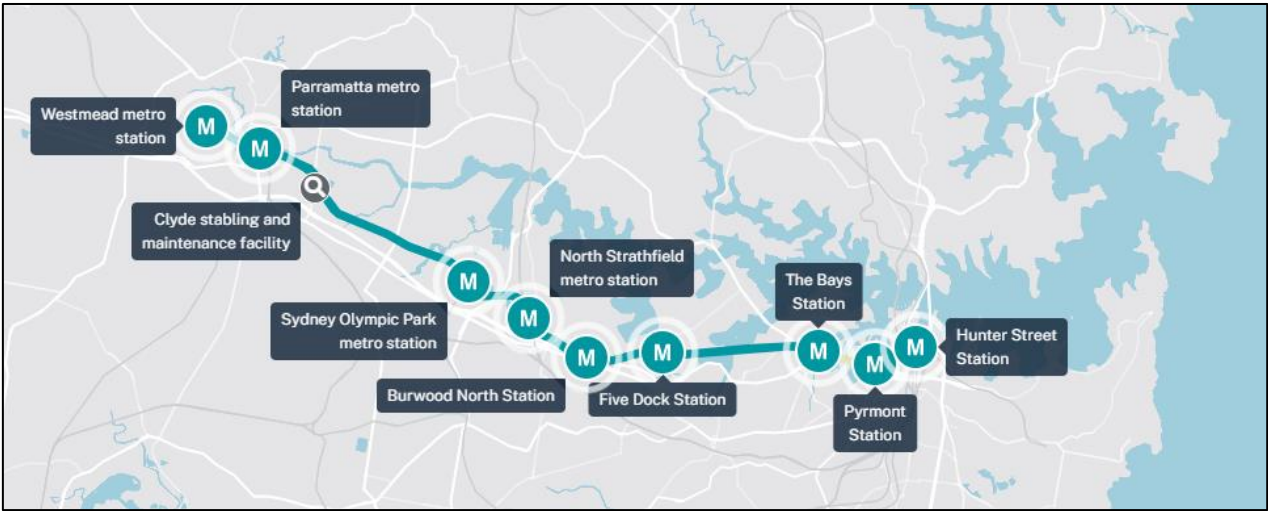 Westmead metro
station
M
Parramatta metro
station
M
Clyde stabling and
maintenance facility
M
Sydney Olympic Park
metro station
North Strathfield
metro station
M
M
Burwood North Station
M
Five Dock Station
The Bays
Station
M
M
Pyrmont
Station
M
Hunter Street
Station